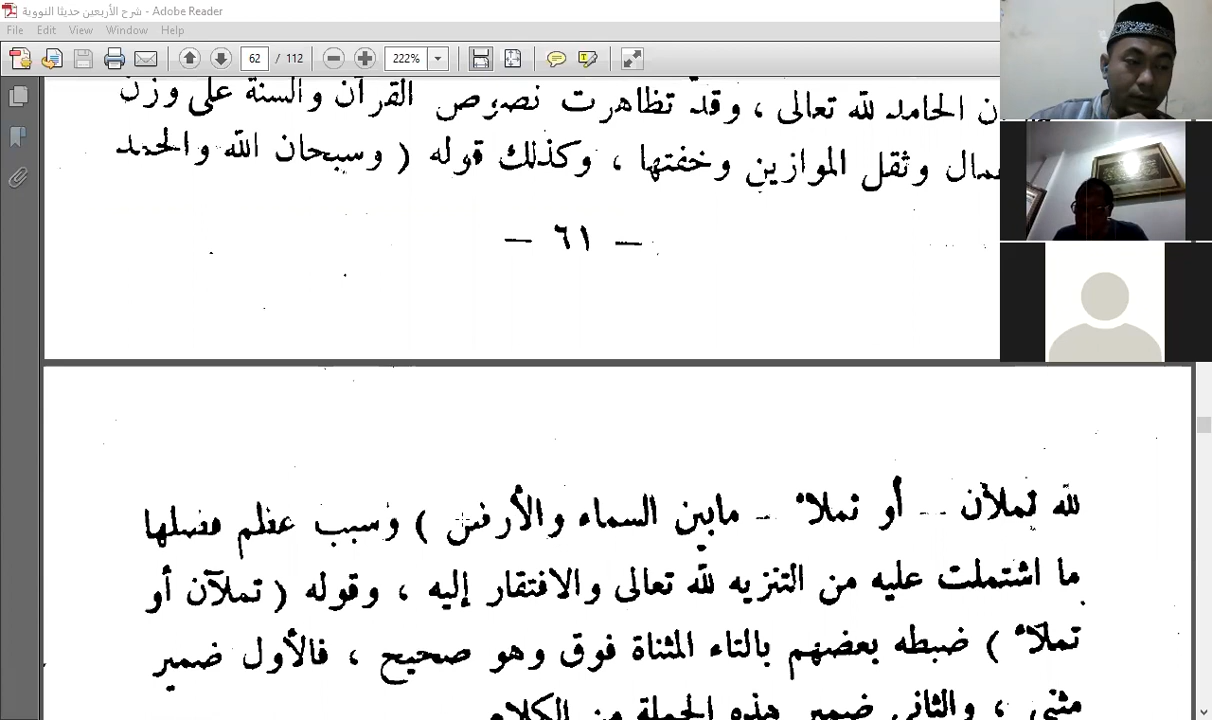 شرح الأربعين حديثا النووية - Adobe Reader
File Edit View Window Help
62 / 112 222%
ن الحامد لله تعالى ، وقد تظاهرت نصوص القرآن والسنة على وزن
وثقل الموازين وخفتها ، وكذلك قوله ( وسبحان الله والحمد
— ٦١ —
لله تملآن — أو تملأ — مابين السماء والأرض ) وسبب عظم فضلها
ما اشتملت عليه من التنزيه لله تعالى والافتقار إليه ، وقوله ( تملآن أو
تملأ ) ضبطه بعضهم بالتاء المثناة فوق وهو صحيح ، فالأول ضمير
مثنى ، والثاني ضمير هذه الجملة من الكلام